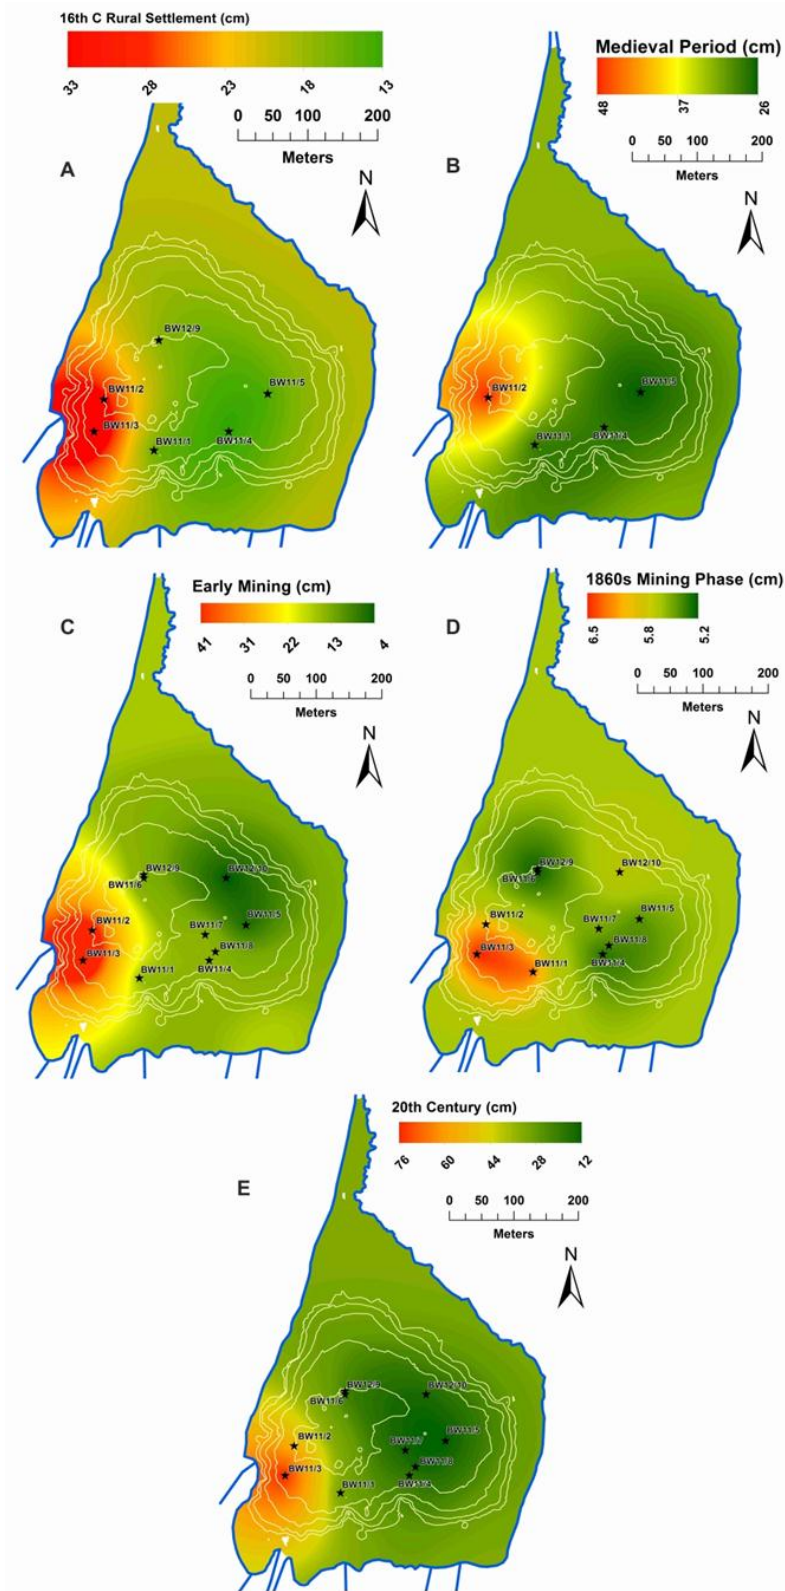 16th C Rural Settlement (cm)
33 28 23 18 13
0 50 100 200
Meters
A
N
BW12/9
BW11/2
BW11/5
BW11/3
BW11/1
BW11/4
Medieval Period (cm)
48 37 26
0 50 100 200
Meters
B
N
BW11/2
BW11/5
BW11/4
BW11/1
Early Mining (cm)
41 31 22 13 4
C
0 50 100 200
Meters
N
BW12/9
BW11/6
BW12/10
BW11/2
BW11/5
BW11/7
BW11/8
BW11/3
BW11/4
BW11/1
1860s Mining Phase (cm)
6.5 5.8 5.2
D
0 50 100 200
Meters
N
BW12/9
BW11/6
BW12/10
BW11/2
BW11/5
BW11/7
BW11/8
BW11/3
BW11/4
BW11/1
20th Century (cm)
76 60 44 28 12
E
0 50 100 200
Meters
N
BW12/9
BW11/6
BW12/10
BW11/2
BW11/5
BW11/7
BW11/8
BW11/3
BW11/4
BW11/1